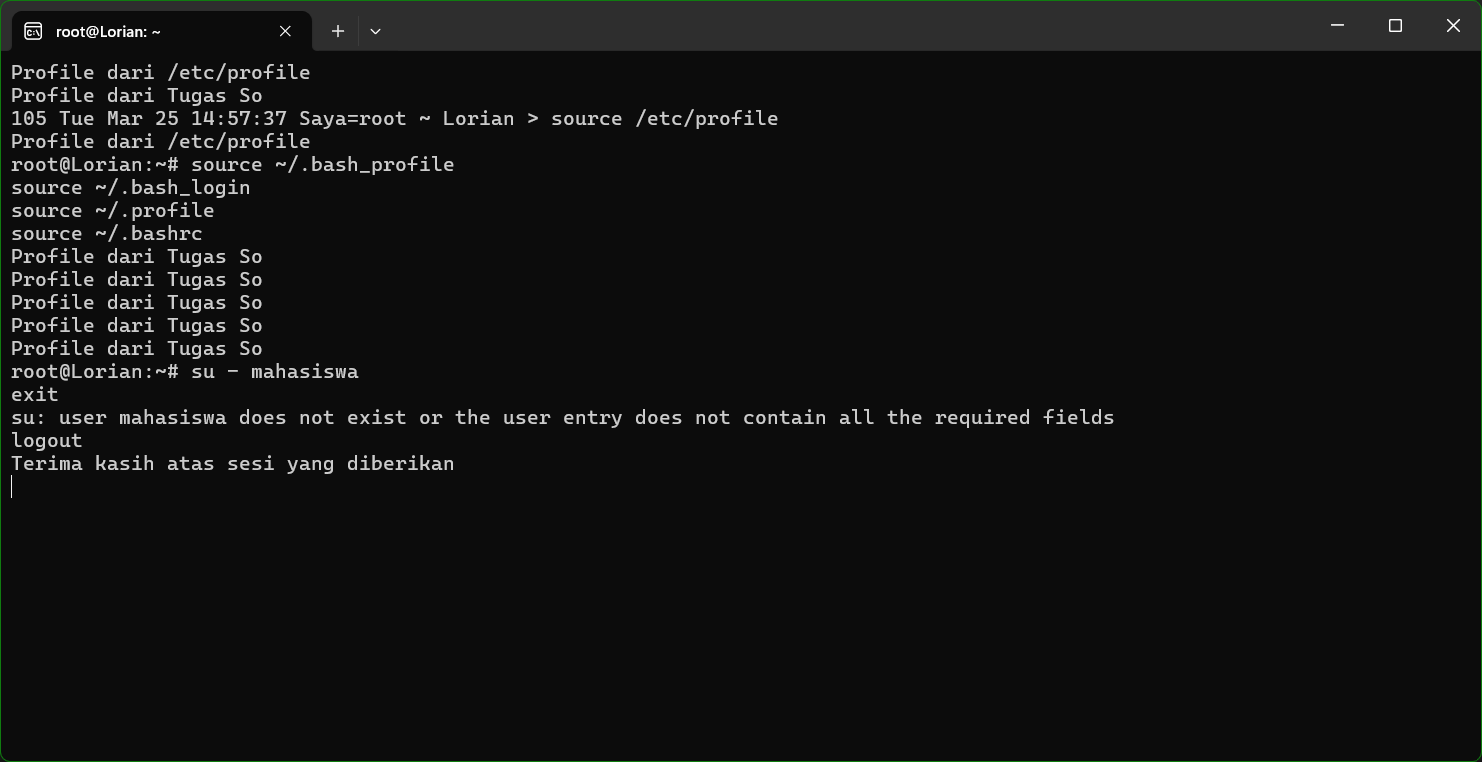 root@Lorian: ~
Profile dari /etc/profile
Profile dari Tugas So
105 Tue Mar 25 14:57:37 Saya=root ~ Lorian > source /etc/profile
Profile dari /etc/profile
root@Lorian:~# source ~/.bash_profile
source ~/.bash_login
source ~/.profile
source ~/.bashrc
Profile dari Tugas So
Profile dari Tugas So
Profile dari Tugas So
Profile dari Tugas So
Profile dari Tugas So
root@Lorian:~# su - mahasiswa
exit
su: user mahasiswa does not exist or the user entry does not contain all the required fields
logout
Terima kasih atas sesi yang diberikan